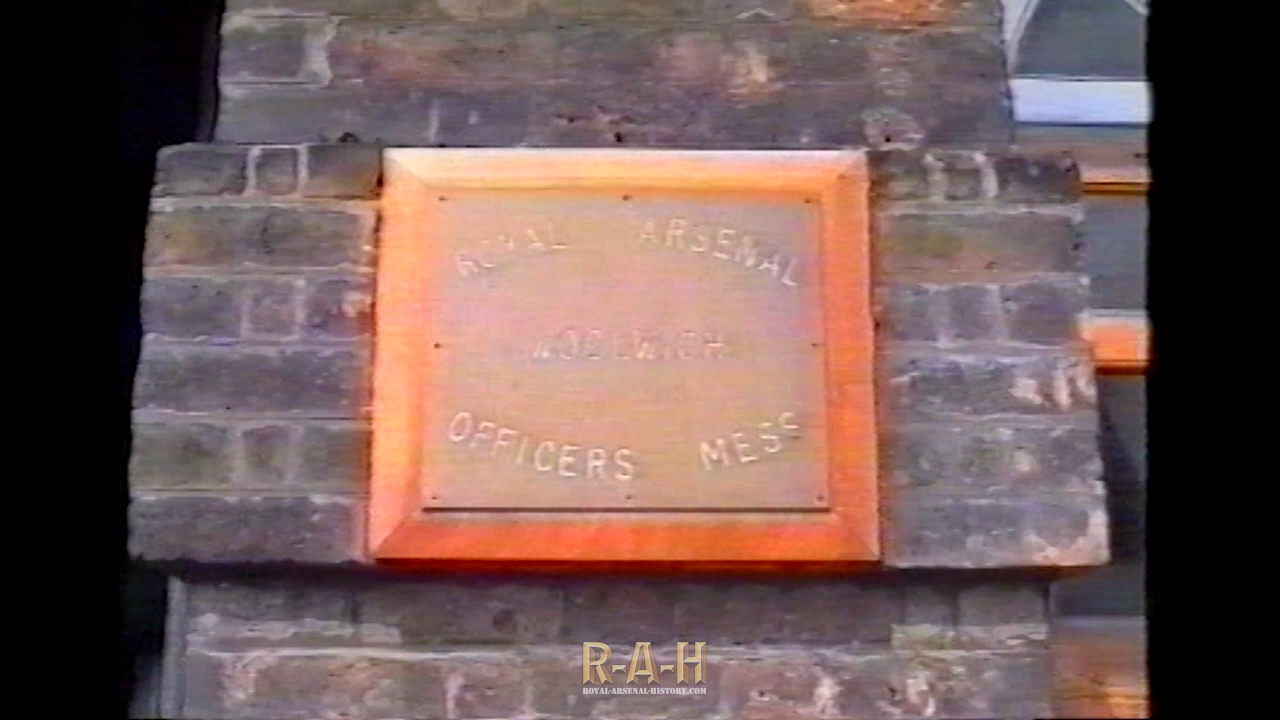 ROYAL ARSENAL
WOOLWICH
OFFICERS MESS
R-A-H
ROYAL-ARSENAL-HISTORY.COM